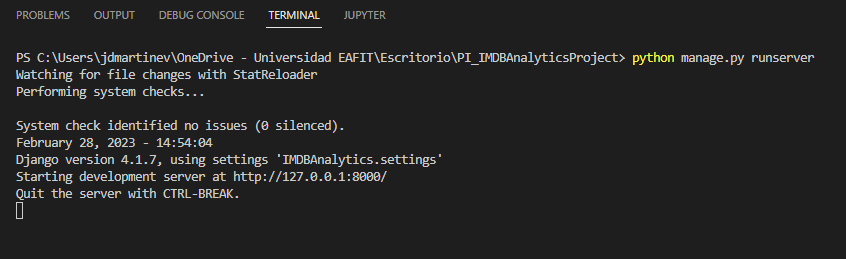 PROBLEMS OUTPUT DEBUG CONSOLE TERMINAL JUPYTER
PS C:\Users\jdmartinev\OneDrive - Universidad EAFIT\Escritorio\PI_IMDBAnalyticsProject> python manage.py runserver
Watching for file changes with StatReloader
Performing system checks...
System check identified no issues (0 silenced).
February 28, 2023 - 14:54:04
Django version 4.1.7, using settings 'IMDBAnalytics.settings'
Starting development server at http://127.0.0.1:8000/
Quit the server with CTRL-BREAK.